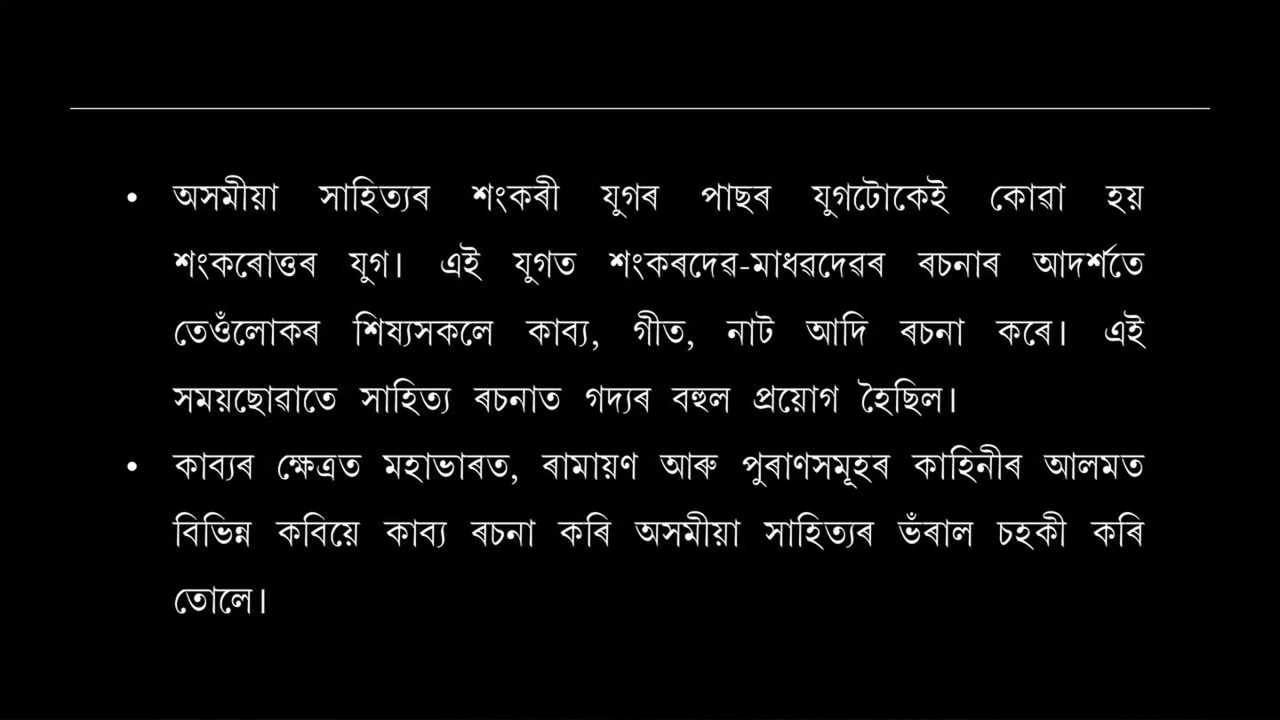 • অসমীয়া সাহিত্যৰ শংকৰী যুগৰ পাছৰ যুগটোকেই কোৱা হয়
শংকৰোত্তৰ যুগ। এই যুগত শংকৰদেৱ-মাধৱদেৱৰ ৰচনাৰ আদৰ্শতে
তেওঁলোকৰ শিষ্যসকলে কাব্য, গীত, নাট আদি ৰচনা কৰে। এই
সময়ছোৱাতে সাহিত্য ৰচনাত গদ্যৰ বহুল প্ৰয়োগ হৈছিল।
• কাব্যৰ ক্ষেত্ৰত মহাভাৰত, ৰামায়ণ আৰু পুৰাণসমূহৰ কাহিনীৰ আলমত
বিভিন্ন কবিয়ে কাব্য ৰচনা কৰি অসমীয়া সাহিত্যৰ ভঁৰাল চহকী কৰি
তোলে।